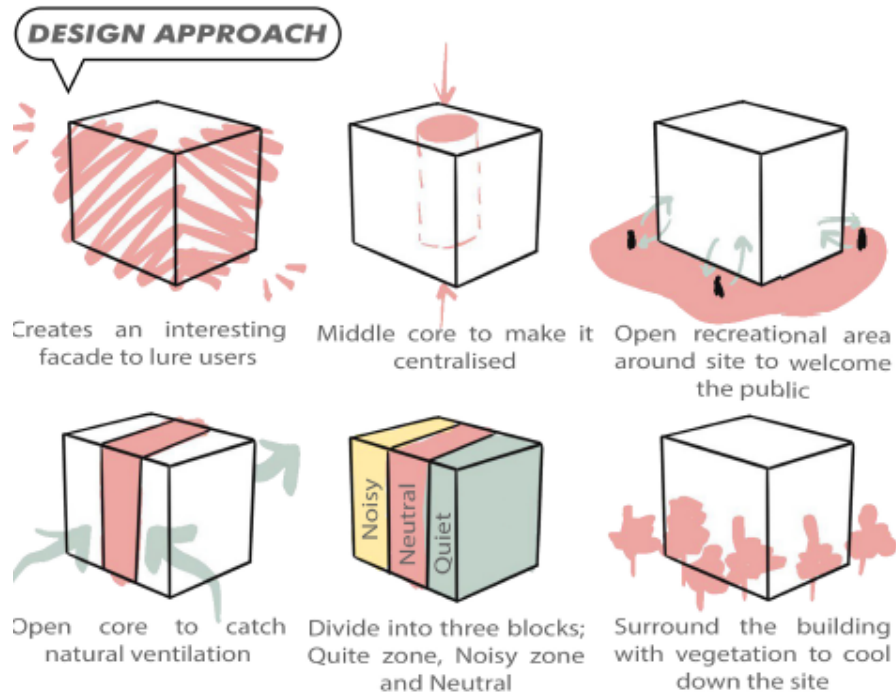 DESIGN APPROACH
Creates an interesting
facade to lure users
Middle core to make it
centralised
Open recreational area
around site to welcome
the public
Noisy
Neutral
Quiet
Open core to catch
natural ventilation
Divide into three blocks;
Quite zone, Noisy zone
and Neutral
Surround the building
with vegetation to cool
down the site